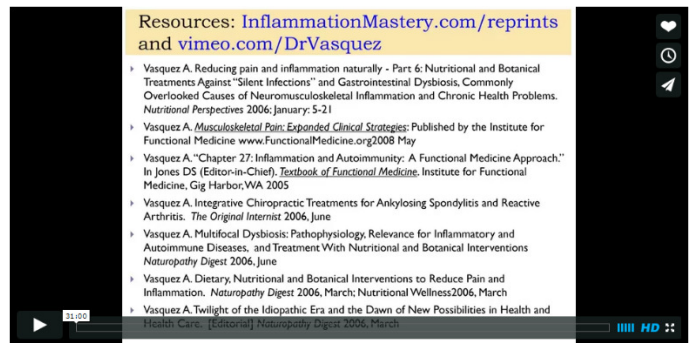 Resources: InflammationMastery.com/reprints
and vimeo.com/DrVasquez
Vasquez A. Reducing pain and inflammation naturally - Part 6: Nutritional and Botanical
Treatments Against "Silent Infections" and Gastrointestinal Dysbiosis, Commonly
Overlooked Causes of Neuromusculoskeletal Inflammation and Chronic Health Problems.
Nutritional Perspectives 2006; January: 5-21
Vasquez A. Musculoskeletal Pain: Expanded Clinical Strategies: Published by the Institute for
Functional Medicine www.FunctionalMedicine.org2008 May
Vasquez A. "Chapter 27: Inflammation and Autoimmunity: A Functional Medicine Approach."
In Jones DS (Editor-in-Chief). Textbook of Functional Medicine. Institute for Functional
Medicine, Gig Harbor, WA 2005
Vasquez A. Integrative Chiropractic Treatments for Ankylosing Spondylitis and Reactive
Arthritis. The Original Internist 2006, June
Vasquez A. Multifocal Dysbiosis: Pathophysiology, Relevance for Inflammatory and
Autoimmune Diseases, and Treatment With Nutritional and Botanical Interventions
Naturopathy Digest 2006, June
Vasquez A. Dietary, Nutritional and Botanical Interventions to Reduce Pain and
Inflammation. Naturopathy Digest 2006, March; Nutritional Wellness2006, March
Vasquez A. Twilight of the Idiopathic Era and the Dawn of New Possibilities in Health and
Health Care. [Editorial] Naturopathy Digest 2006, March
31:00
HD